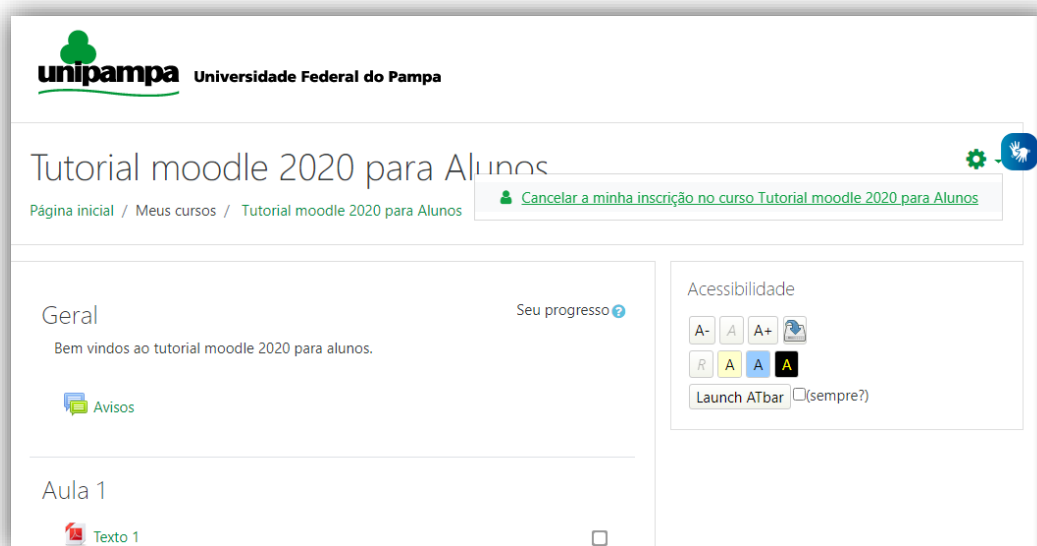 unipampa Universidade Federal do Pampa
Tutorial moodle 2020 para Alunos
Cancelar a minha inscrição no curso Tutorial moodle 2020 para Alunos
Página inicial / Meus cursos / Tutorial moodle 2020 para Alunos
Geral
Seu progresso
Bem vindos ao tutorial moodle 2020 para alunos.
Avisos
Aula 1
Texto 1
Acessibilidade
A- A A+
R A A A
Launch ATbar (sempre?)